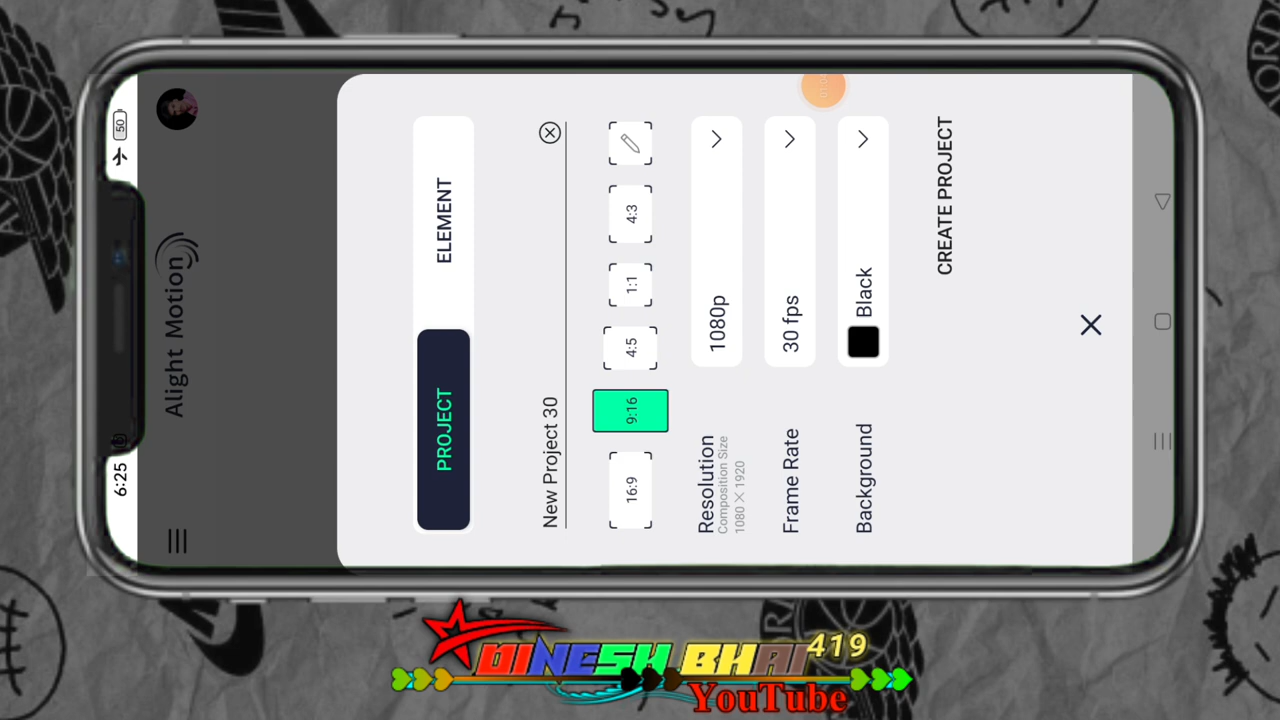 6:25
50
Alight Motion
01:02
PROJECT
ELEMENT
New Project 30
16:9
9:16
4:5
1:1
4:3
Resolution
Composition Size
1080 × 1920
1080p
Frame Rate
30 fps
Background
Black
CREATE PROJECT
DINESH BHAI 419
YouTube